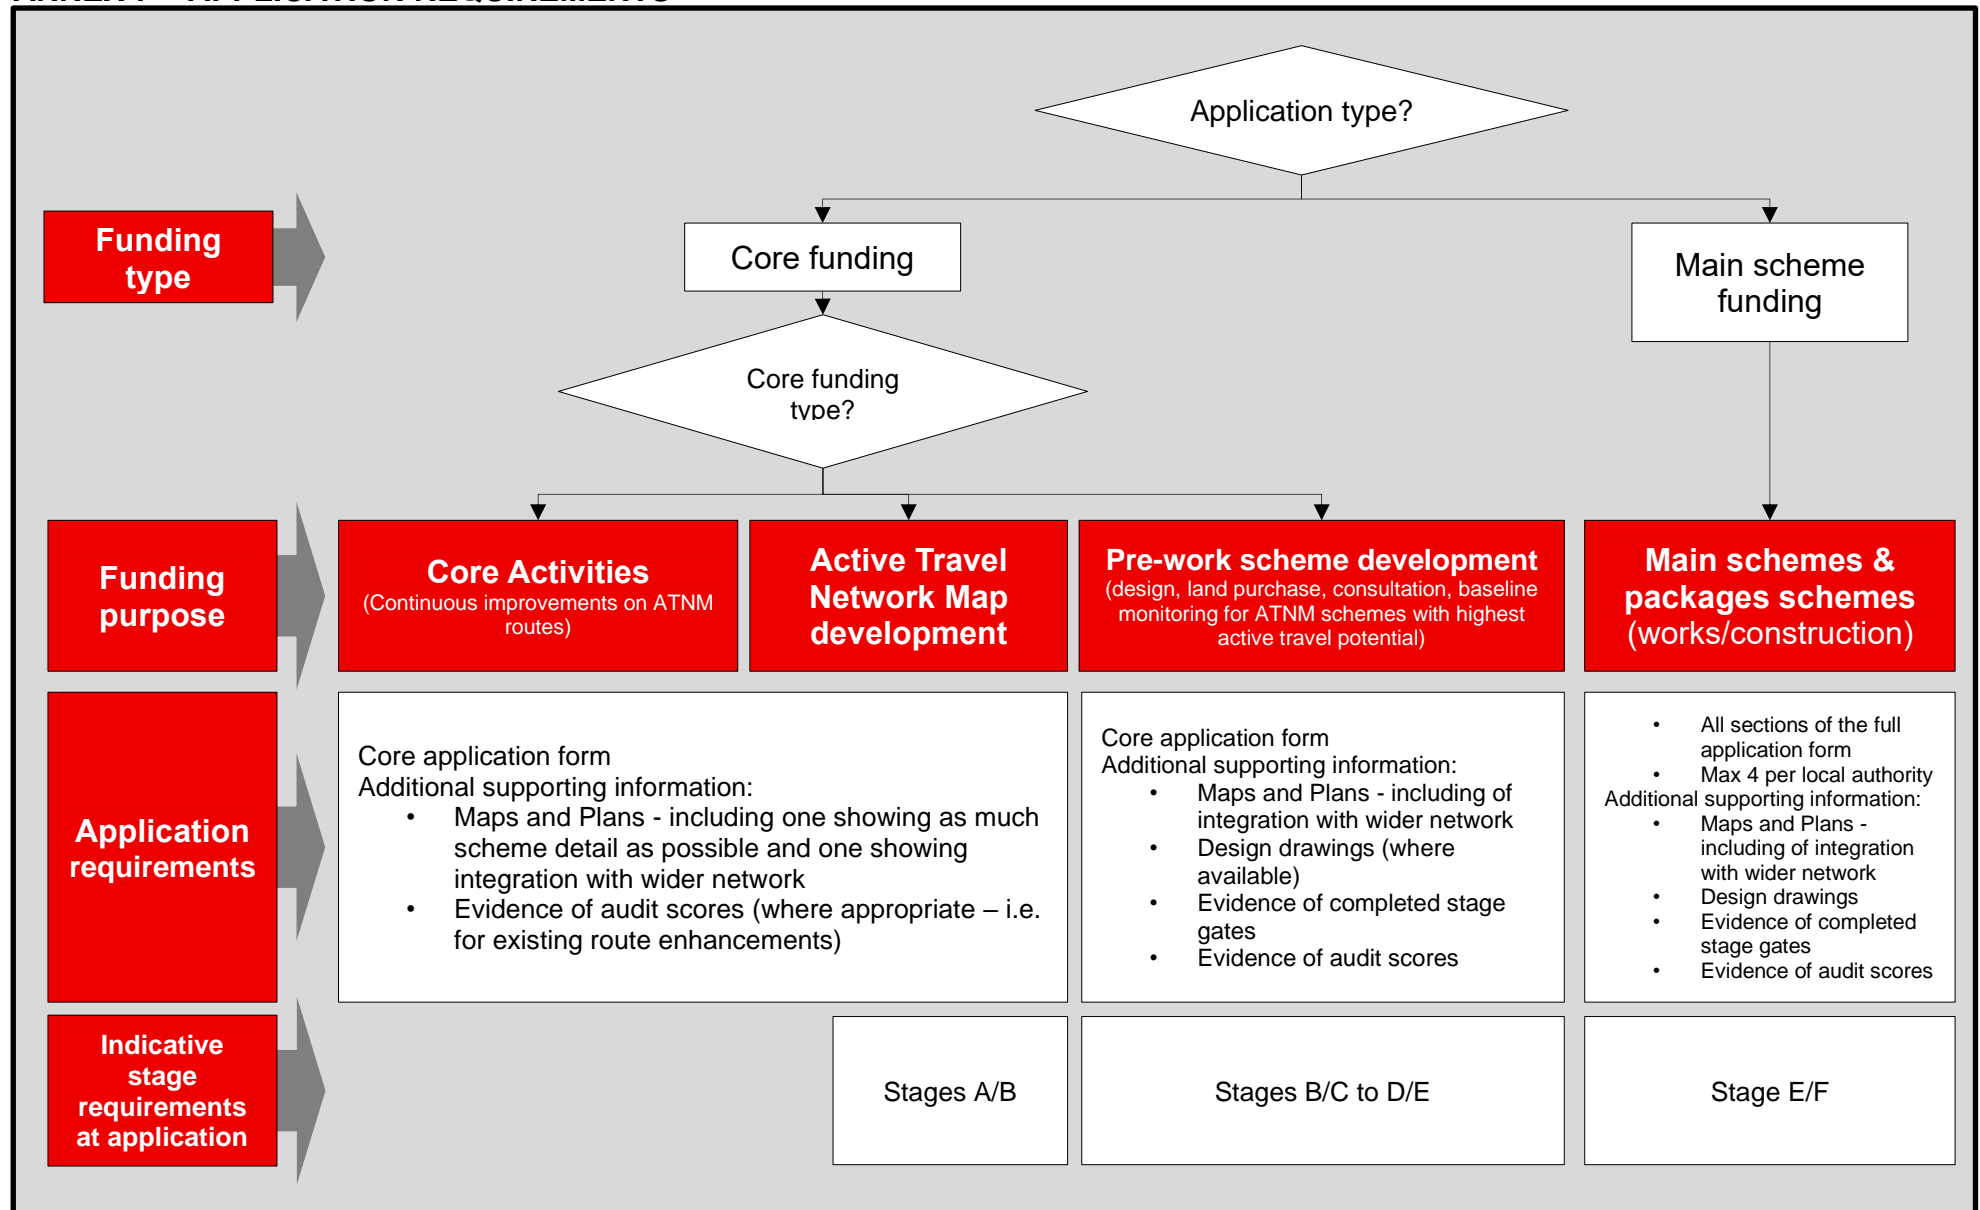 Application type?
Funding
type
Core funding
Main scheme
funding
Core funding
type?
Funding
purpose
Core Activities
(Continuous improvements on ATNM
routes)
Active Travel
Network Map
development
Pre-work scheme development
(design, land purchase, consultation, baseline
monitoring for ATNM schemes with highest
active travel potential)
Main schemes &
packages schemes
(works/construction)
Application
requirements
Core application form
Additional supporting information:
• Maps and Plans - including one showing as much
scheme detail as possible and one showing
integration with wider network
• Evidence of audit scores (where appropriate – i.e.
for existing route enhancements)
Core application form
Additional supporting information:
• Maps and Plans - including of
integration with wider network
• Design drawings (where
available)
• Evidence of completed stage
gates
• Evidence of audit scores
• All sections of the full
application form
• Max 4 per local authority
Additional supporting information:
• Maps and Plans -
including of integration
with wider network
• Design drawings
• Evidence of completed
stage gates
• Evidence of audit scores
Indicative
stage
requirements
at application
Stages A/B
Stages B/C to D/E
Stage E/F